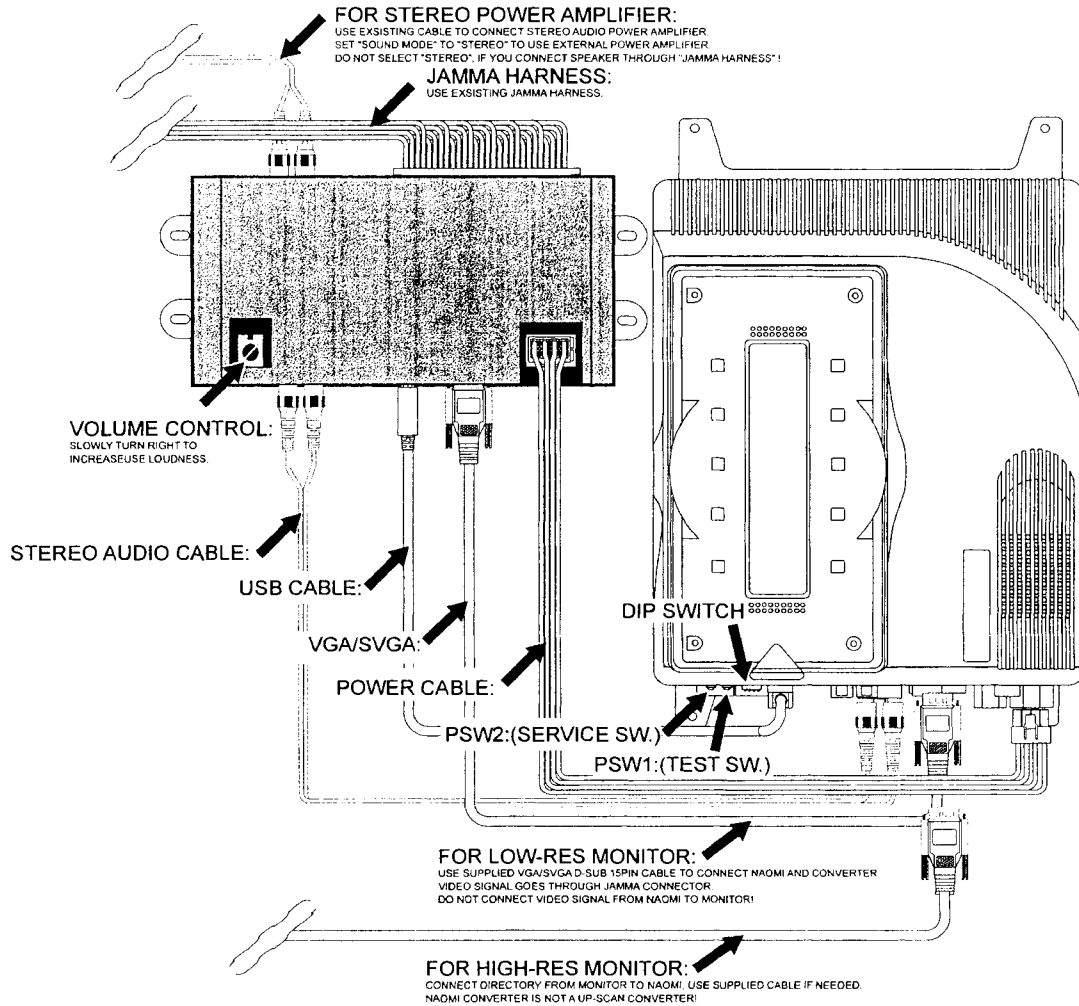 FOR STEREO POWER AMPLIFIER:
USE EXSISTING CABLE TO CONNECT STEREO AUDIO POWER AMPLIFIER.
SET "SOUND MODE" TO "STEREO" TO USE EXTERNAL POWER AMPLIFIER.
DO NOT SELECT "STEREO", IF YOU CONNECT SPEAKER THROUGH "JAMMA HARNESS" !
JAMMA HARNESS:
USE EXSISTING JAMMA HARNESS.
VOLUME CONTROL:
SLOWLY TURN RIGHT TO
INCREASEUSE LOUDNESS.
STEREO AUDIO CABLE:
USB CABLE:
VGA/SVGA:
POWER CABLE:
DIP SWITCH
PSW2:(SERVICE SW.)
PSW1:(TEST SW.)
FOR LOW-RES MONITOR:
USE SUPPLIED VGA/SVGA D-SUB 15PIN CABLE TO CONNECT NAOMI AND CONVERTER
VIDEO SIGNAL GOES THROUGH JAMMA CONNECTOR.
DO NOT CONNECT VIDEO SIGNAL FROM NAOMI TO MONITOR!
FOR HIGH-RES MONITOR:
CONNECT DIRECTORY FROM MONITOR TO NAOMI, USE SUPPLIED CABLE IF NEEDED.
NAOMI CONVERTER IS NOT A UP-SCAN CONVERTER!